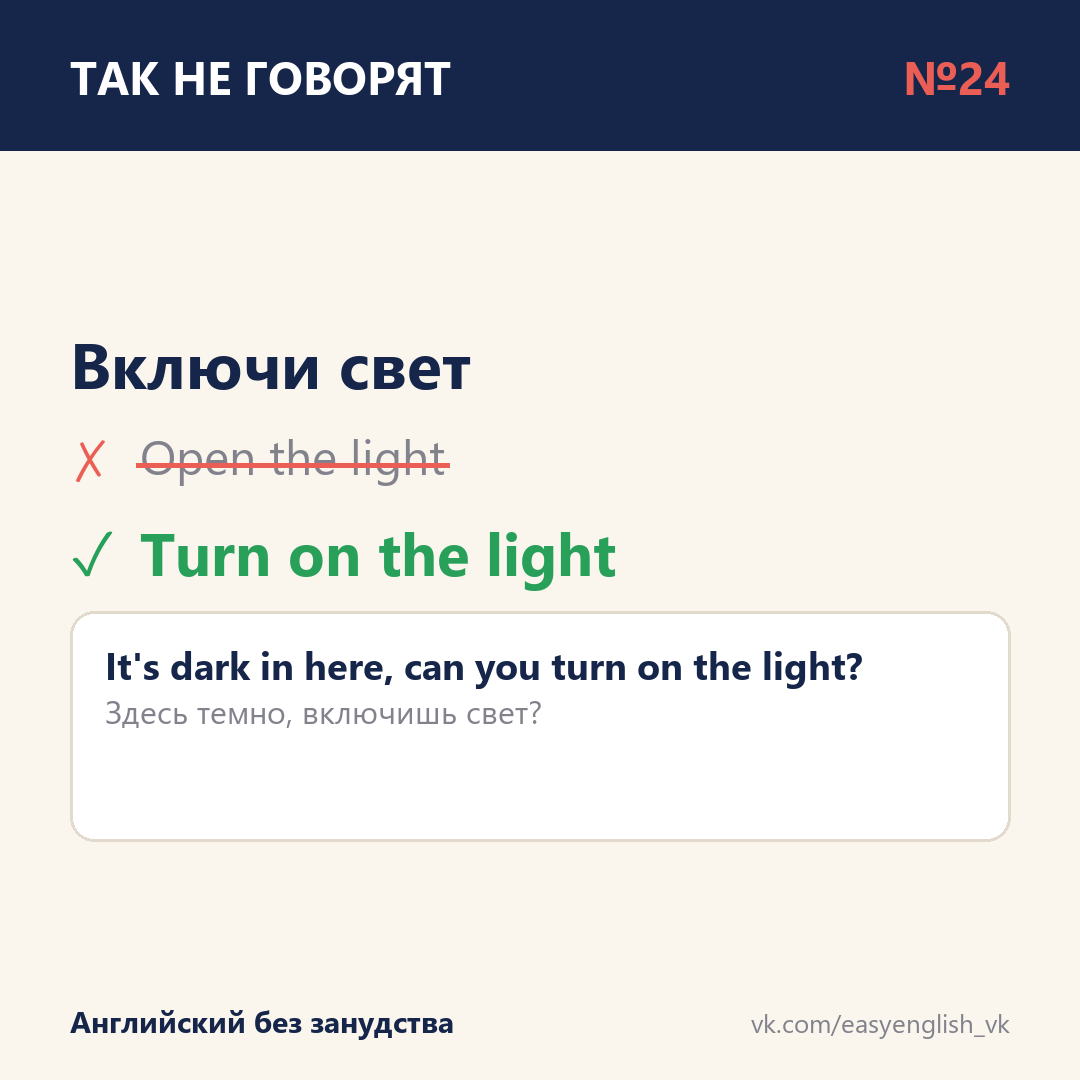 ТАК НЕ ГОВОРЯТ
№24
Включи свет
✗ Open the light
✓ Turn on the light
It's dark in here, can you turn on the light?
Здесь темно, включишь свет?
Английский без занудства
vk.com/easyenglish_vk